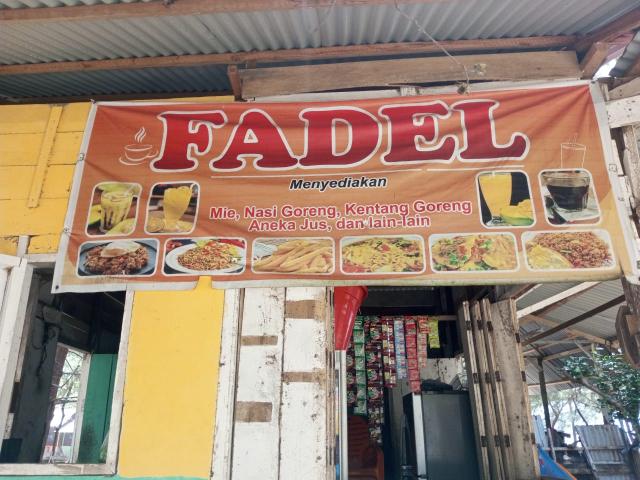 FADEL
Menyediakan
Mie, Nasi Goreng, Kentang Goreng
Aneka Jus, dan lain-lain